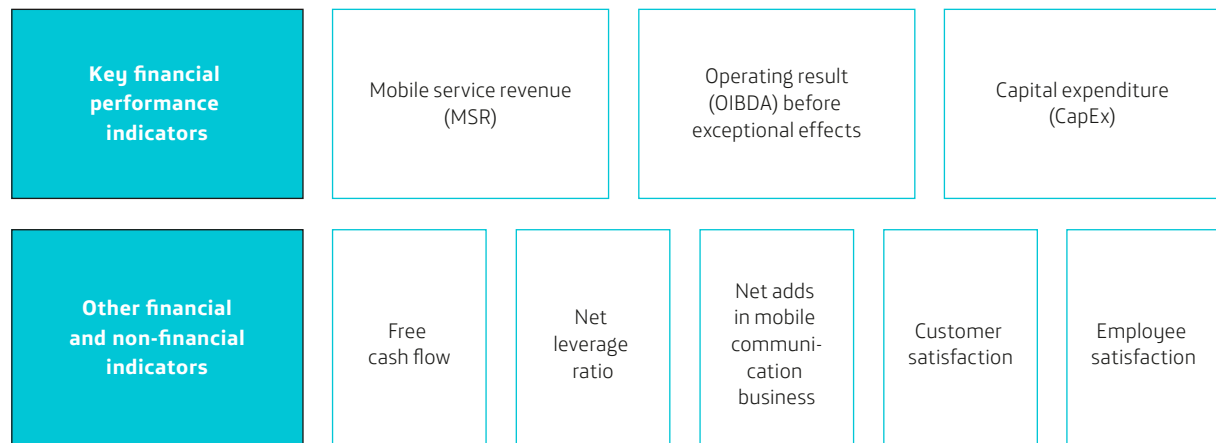 Key financial
performance
indicators
Mobile service revenue
(MSR)
Operating result
(OIBDA) before
exceptional effects
Capital expenditure
(CapEx)
Other financial
and non-financial
indicators
Free
cash flow
Net
leverage
ratio
Net adds
in mobile
communi-
cation
business
Customer
satisfaction
Employee
satisfaction